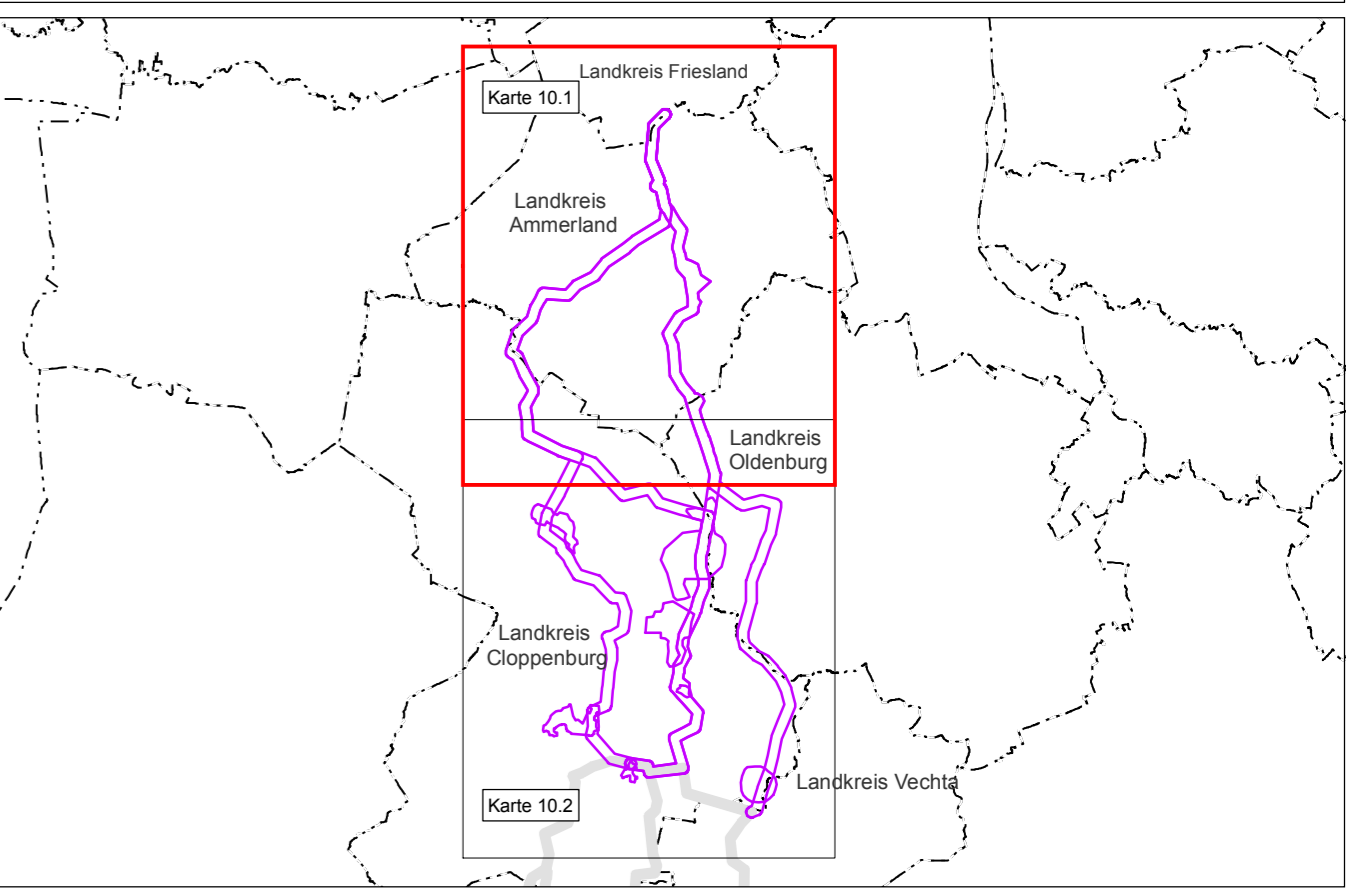 Landkreis Friesland
Karte 10.1
Landkreis
Ammerland
Landkreis
Oldenburg
Landkreis
Cloppenburg
Landkreis Vechta
Karte 10.2